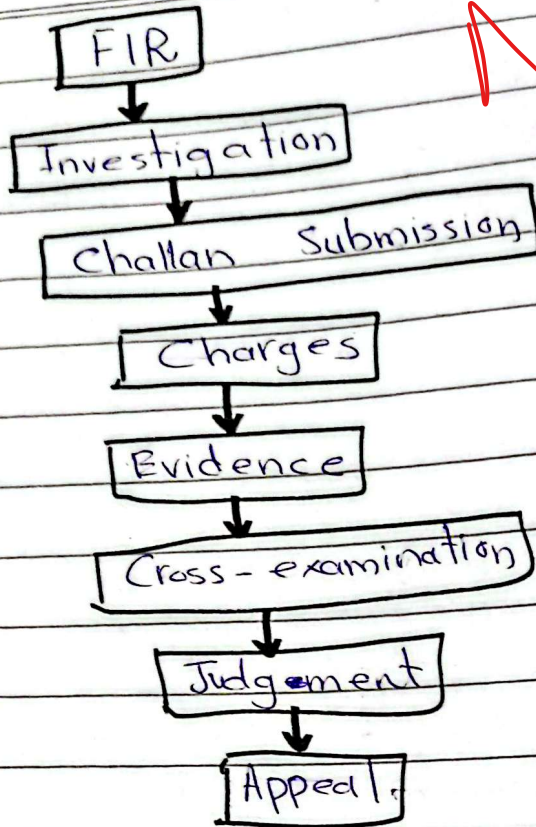 FIR
Investigation
Challan Submission
Charges
Evidence
Cross-examination
Judgement
Appeal.